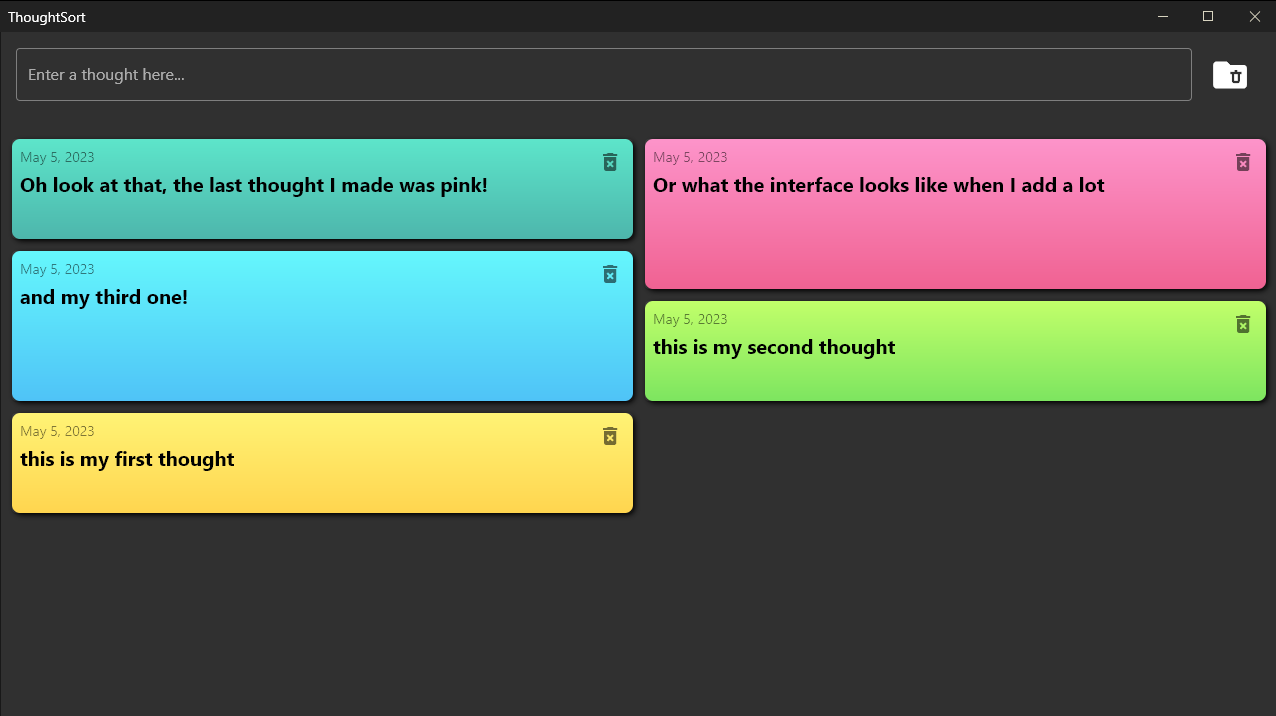 ThoughtSort
Enter a thought here...
May 5, 2023
Oh look at that, the last thought I made was pink!
May 5, 2023
Or what the interface looks like when I add a lot
May 5, 2023
and my third one!
May 5, 2023
this is my second thought
May 5, 2023
this is my first thought